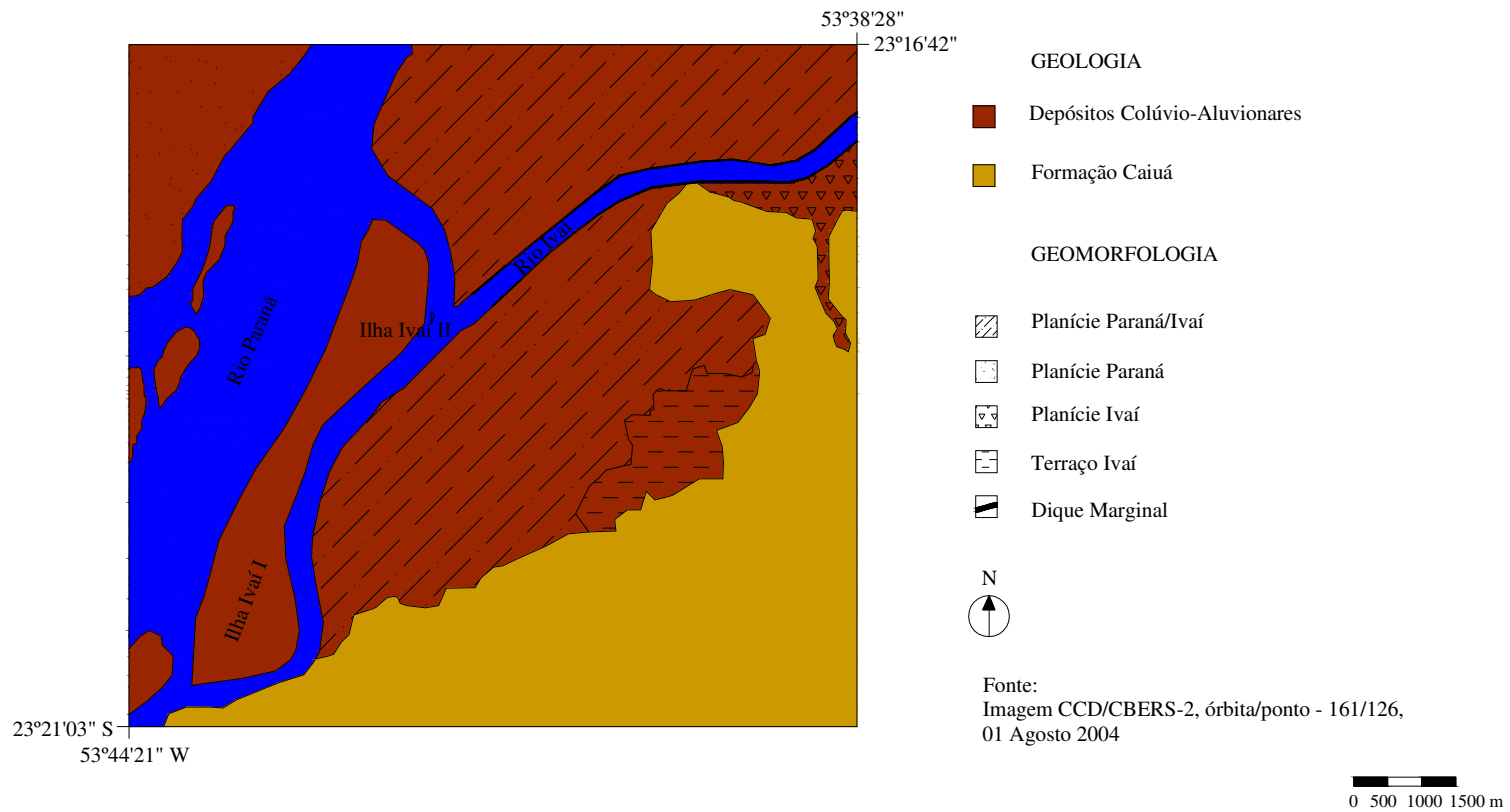 53º38'28"
23º16'42"
Rio Ivaí
Rio Paraná
Ilha Ivaí II
Ilha Ivaí I
23º21'03" S
53º44'21" W
GEOLOGIA
Depósitos Colúvio-Aluvionares
Formação Caiuá
GEOMORFOLOGIA
Planície Paraná/Ivaí
Planície Paraná
Planície Ivaí
Terraço Ivaí
Dique Marginal
N
Fonte:
Imagem CCD/CBERS-2, órbita/ponto - 161/126,
01 Agosto 2004
0 500 1000 1500 m